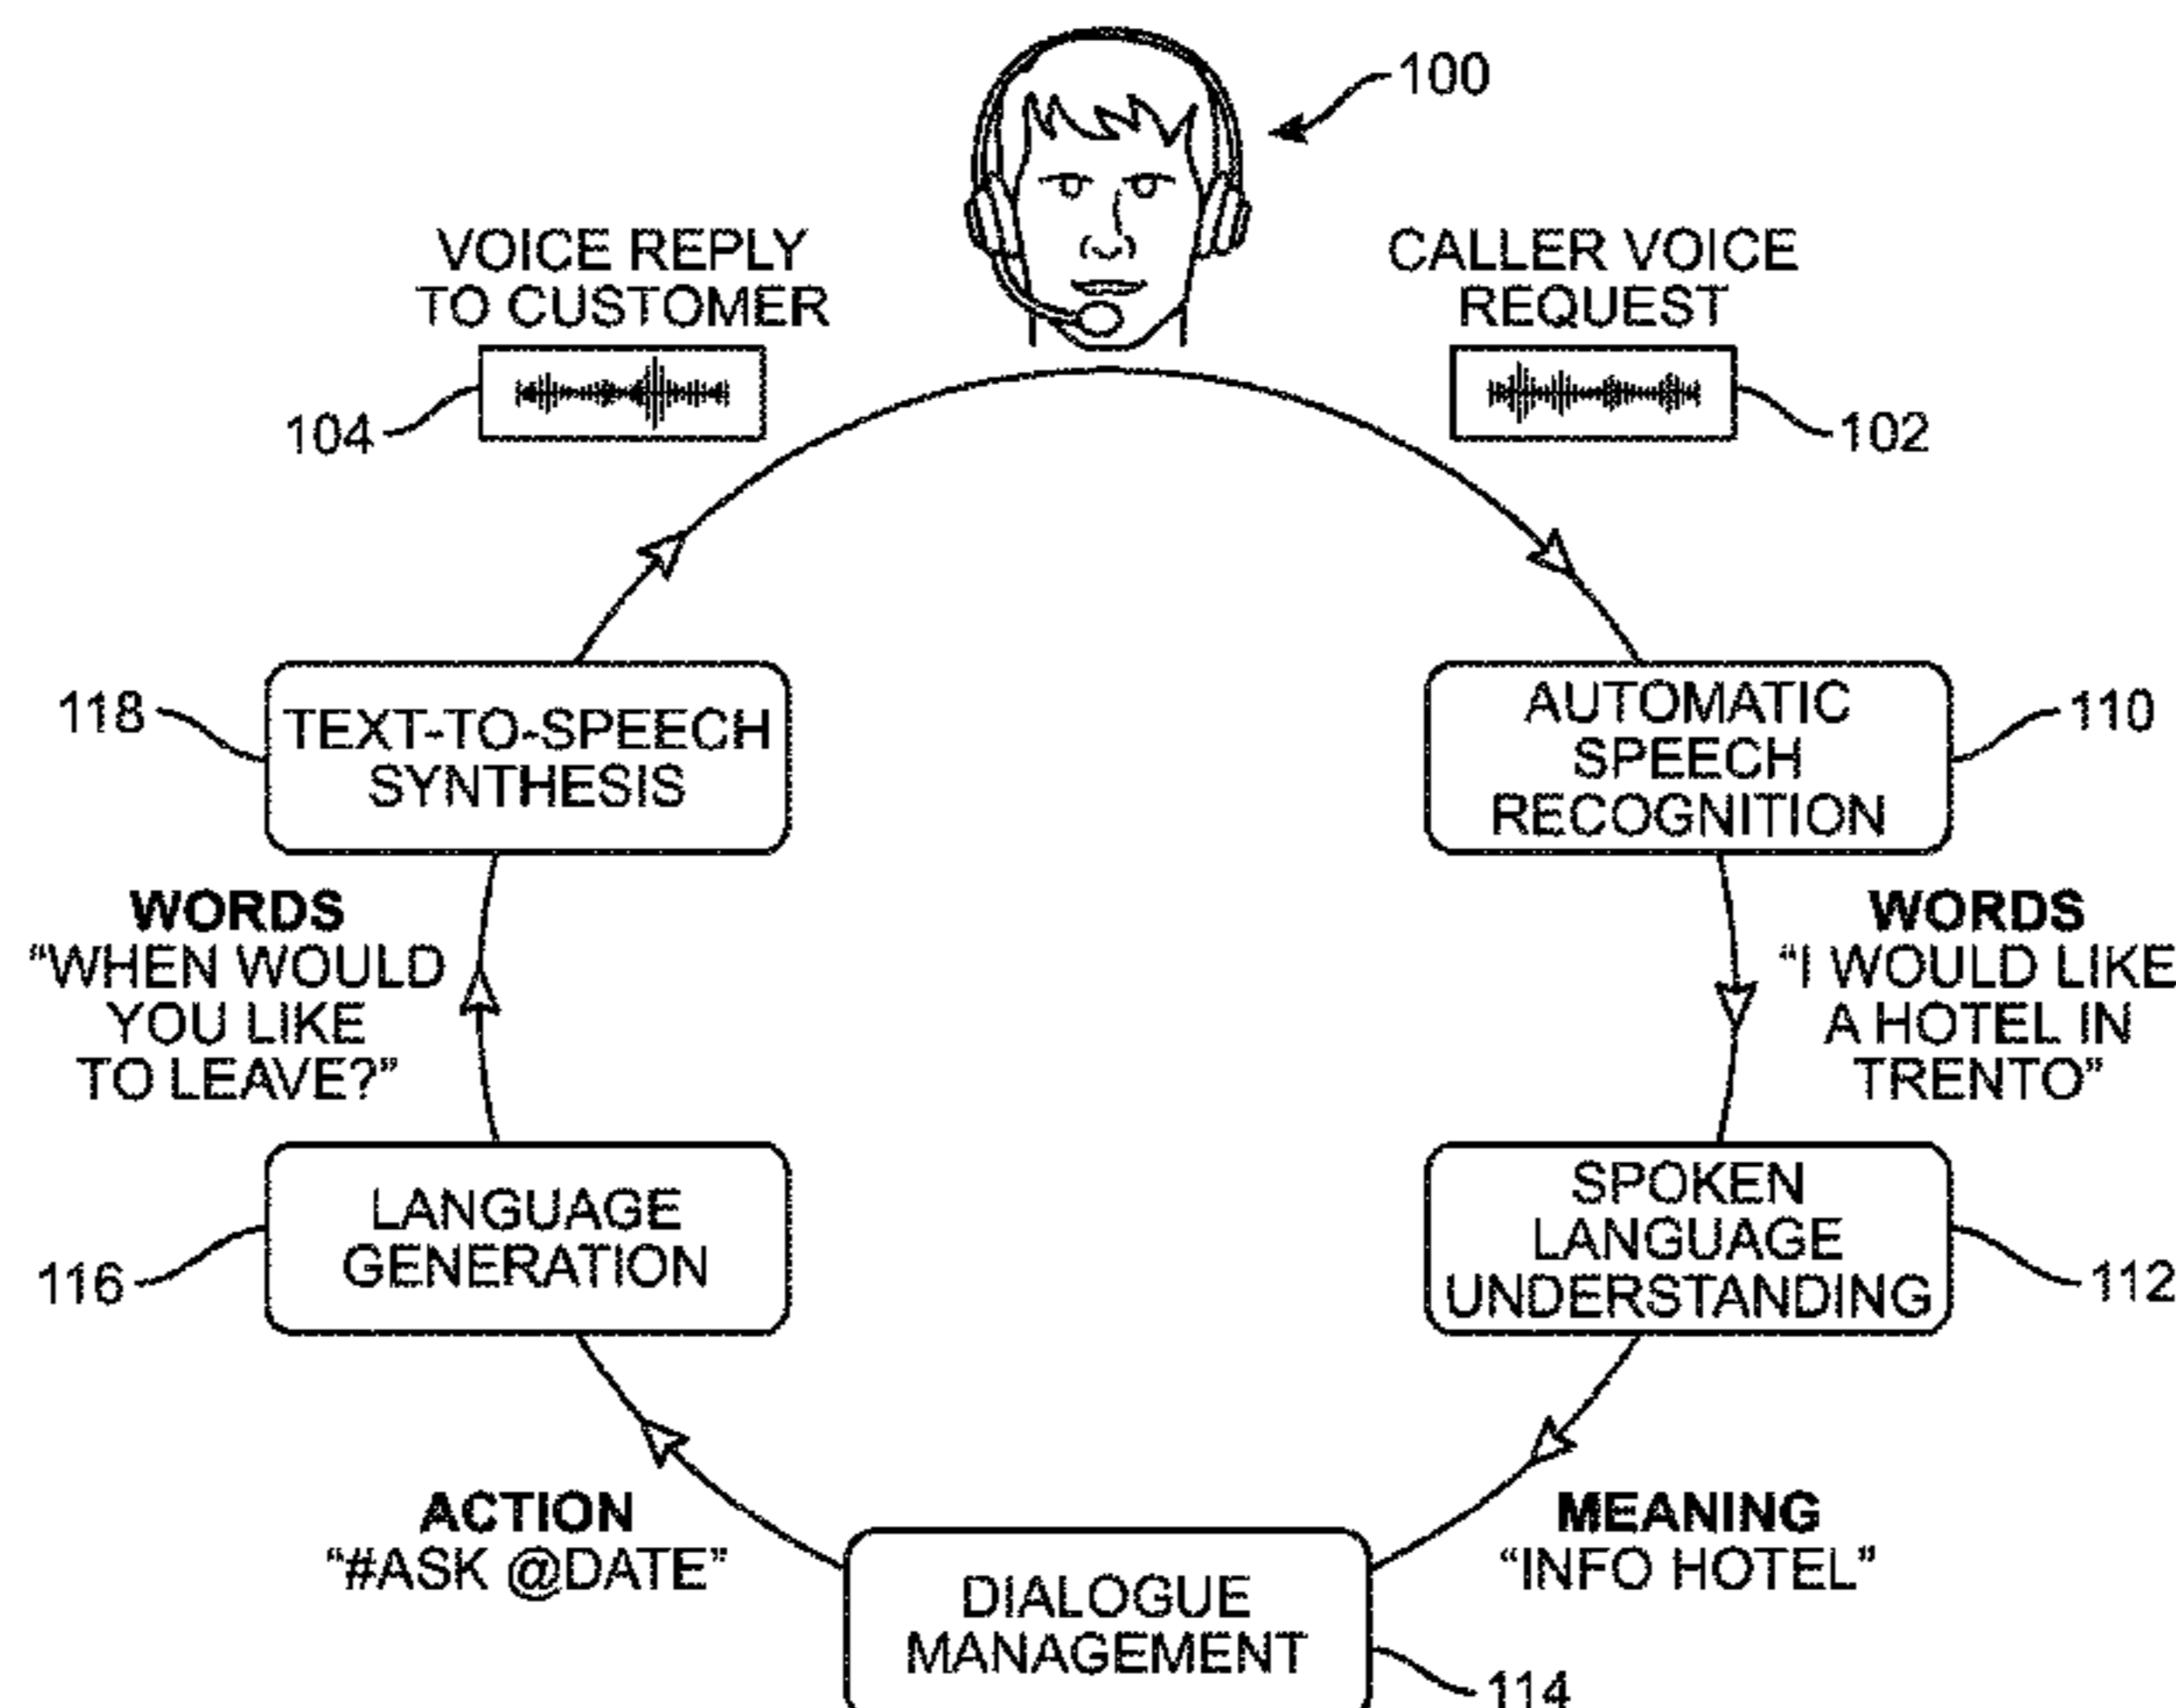 100
VOICE REPLY
TO CUSTOMER
104
CALLER VOICE
REQUEST
102
118
TEXT-TO-SPEECH
SYNTHESIS
AUTOMATIC
SPEECH
RECOGNITION
110
WORDS
“WHEN WOULD
YOU LIKE
TO LEAVE?”
WORDS
“I WOULD LIKE
A HOTEL IN
TRENTO”
116
LANGUAGE
GENERATION
SPOKEN
LANGUAGE
UNDERSTANDING
112
ACTION
“#ASK @DATE”
MEANING
“INFO HOTEL”
DIALOGUE
MANAGEMENT
114